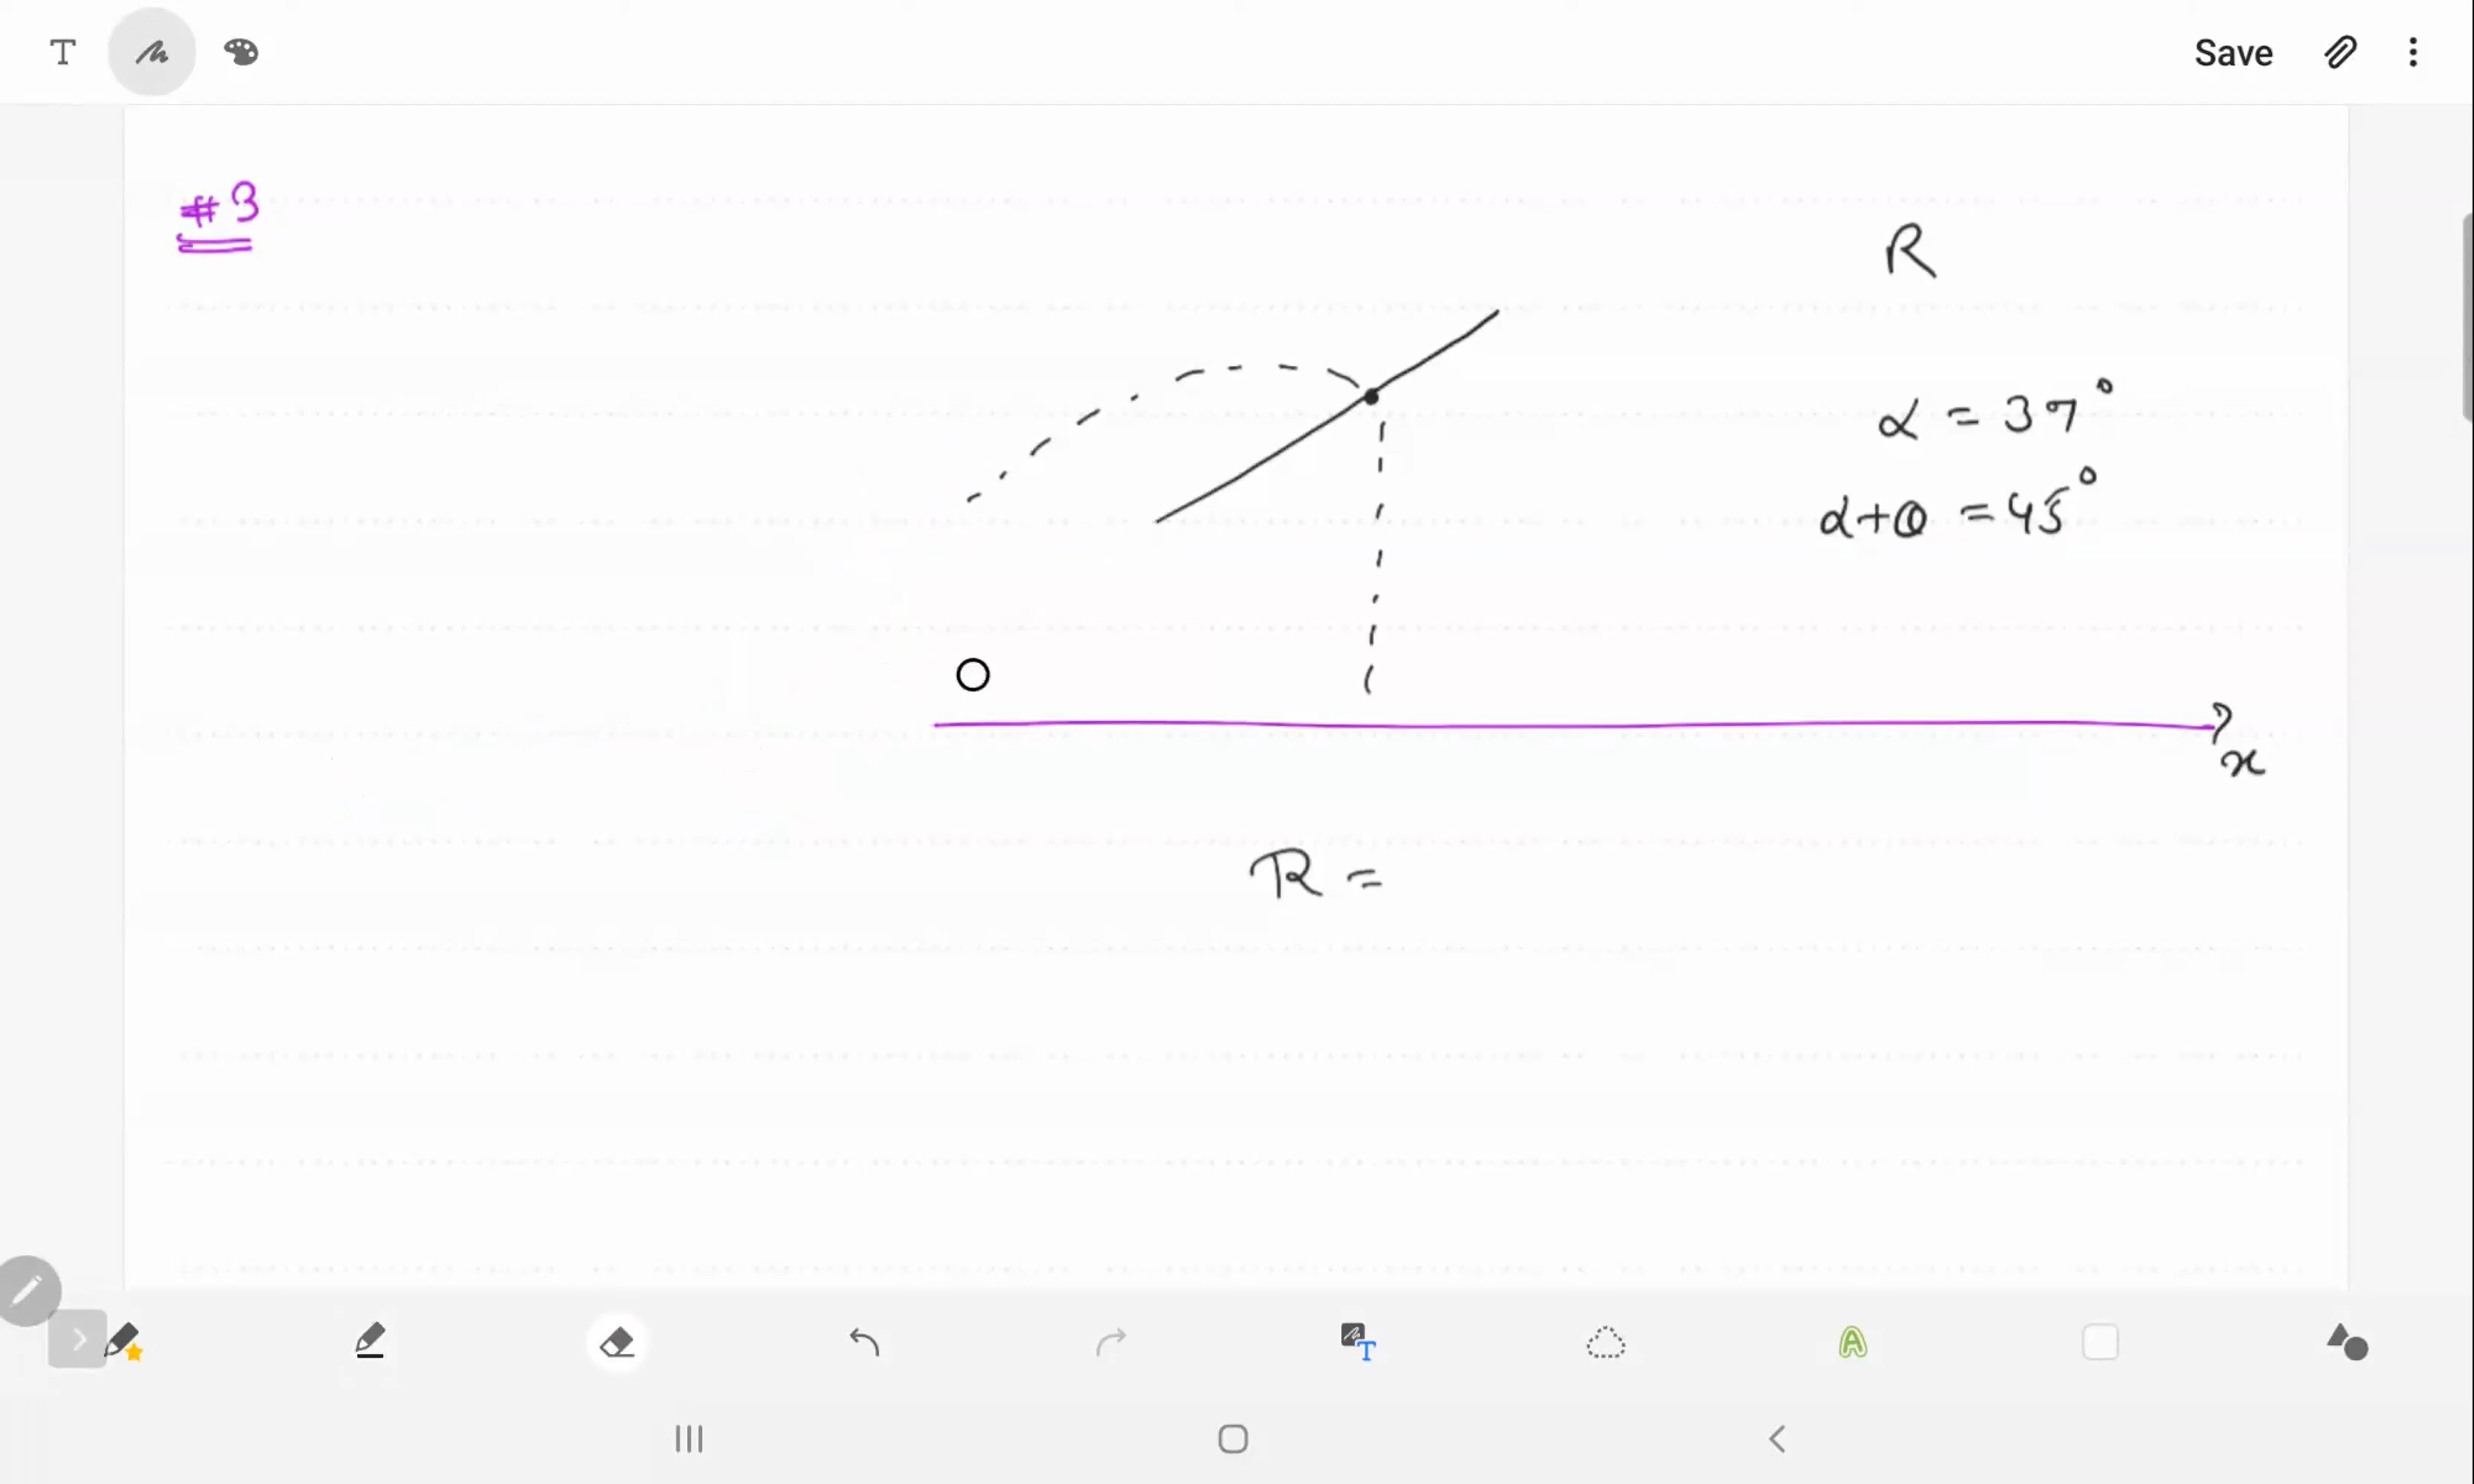 Save
#3
R
α = 37°
α+θ = 45°
x
R =